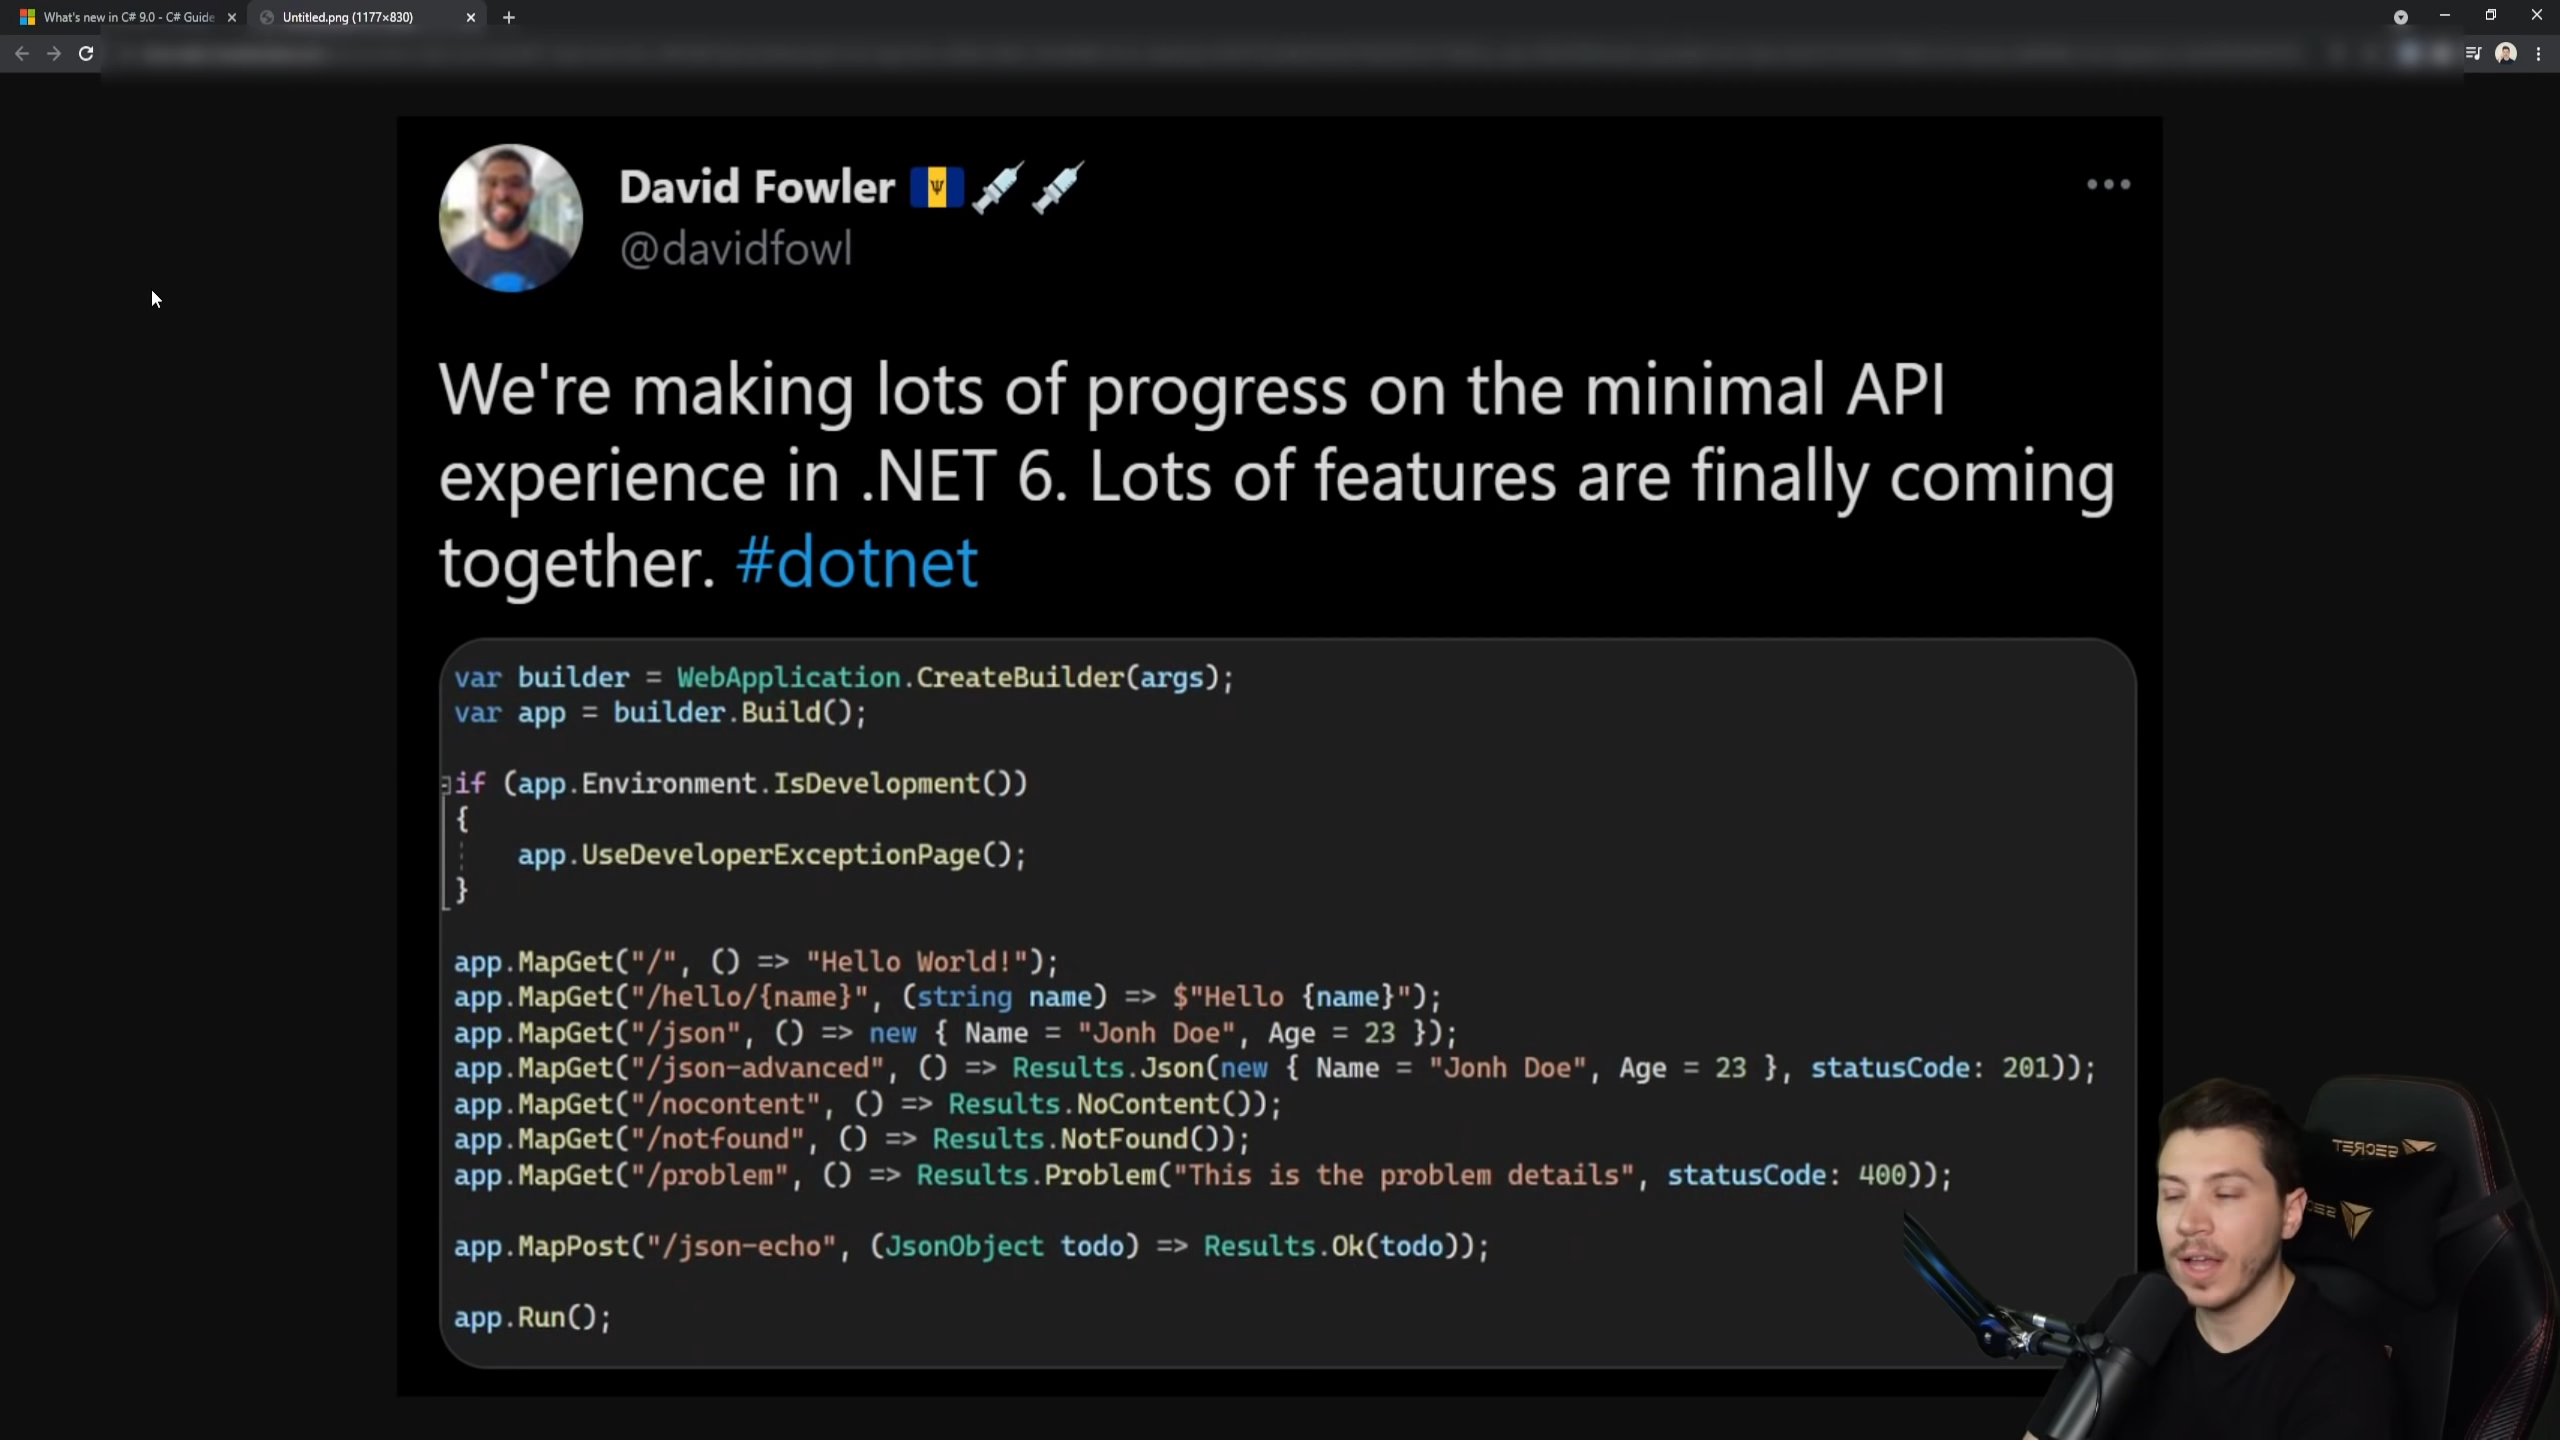 What's new in C# 9.0 - C# Guide
Untitled.png (1177×830)
David Fowler
@davidfowl
We're making lots of progress on the minimal API
experience in .NET 6. Lots of features are finally coming
together. #dotnet
var builder = WebApplication.CreateBuilder(args);
var app = builder.Build();
if (app.Environment.IsDevelopment())
{
app.UseDeveloperExceptionPage();
}
app.MapGet("/", () => "Hello World!");
app.MapGet("/hello/{name}", (string name) => $"Hello {name}");
app.MapGet("/json", () => new { Name = "Jonh Doe", Age = 23 });
app.MapGet("/json-advanced", () => Results.Json(new { Name = "Jonh Doe", Age = 23 }, statusCode: 201));
app.MapGet("/nocontent", () => Results.NoContent());
app.MapGet("/notfound", () => Results.NotFound());
app.MapGet("/problem", () => Results.Problem("This is the problem details", statusCode: 400));
app.MapPost("/json-echo", (JsonObject todo) => Results.Ok(todo));
app.Run();
SECRET